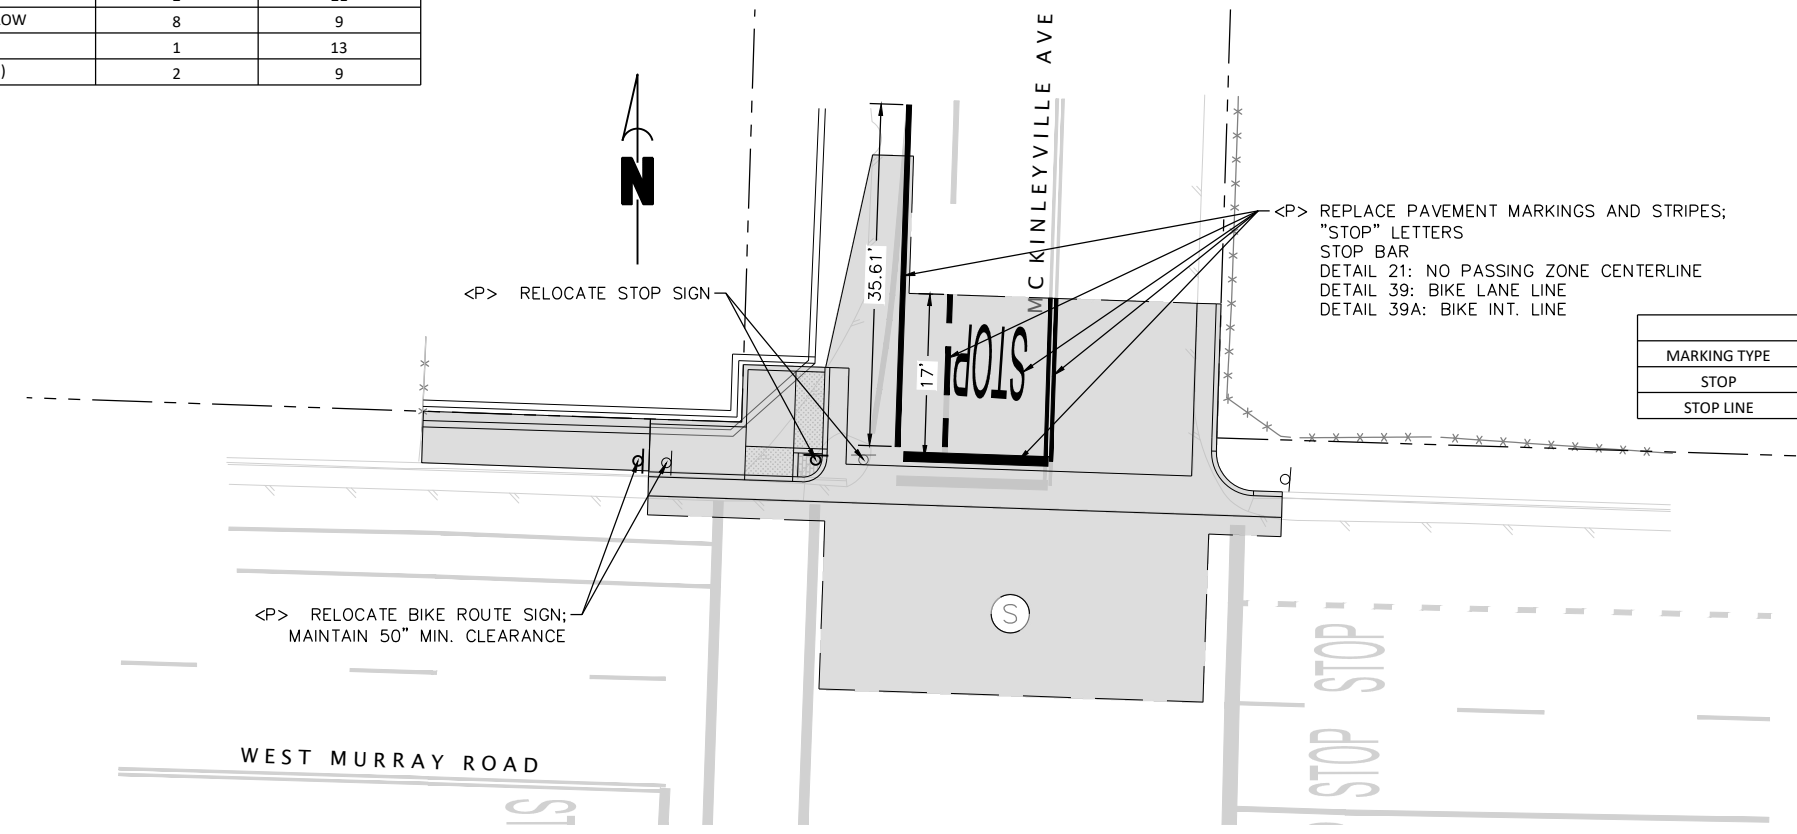 8 9
1 13
) 2 9
N
MC KINLEYVILLE AVE
35.61'
17'
STOP
<P> RELOCATE STOP SIGN
<P> REPLACE PAVEMENT MARKINGS AND STRIPES;
"STOP" LETTERS
STOP BAR
DETAIL 21: NO PASSING ZONE CENTERLINE
DETAIL 39: BIKE LANE LINE
DETAIL 39A: BIKE INT. LINE
MARKING TYPE
STOP
STOP LINE
<P> RELOCATE BIKE ROUTE SIGN;
MAINTAIN 50" MIN. CLEARANCE
S
STOP
STOP
WEST MURRAY ROAD